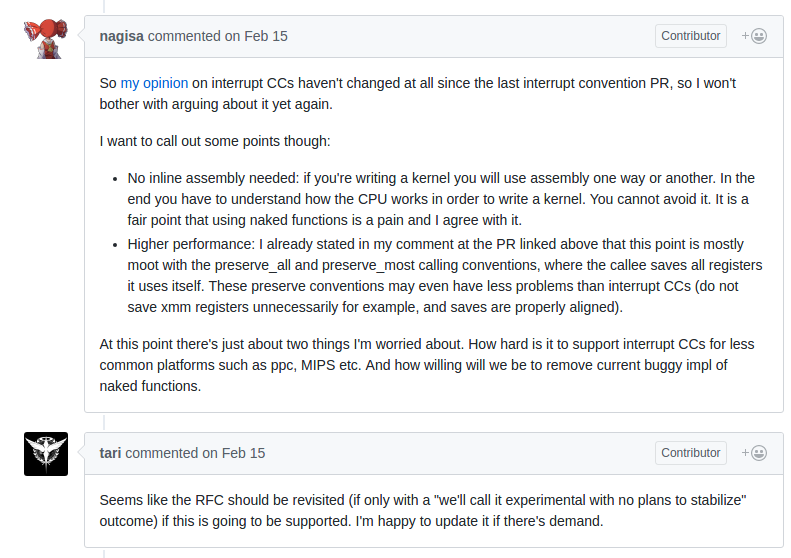 nagisa commented on Feb 15
Contributor
+
So my opinion on interrupt CCs haven't changed at all since the last interrupt convention PR, so I won't
bother with arguing about it yet again.
I want to call out some points though:
• No inline assembly needed: if you're writing a kernel you will use assembly one way or another. In the
end you have to understand how the CPU works in order to write a kernel. You cannot avoid it. It is a
fair point that using naked functions is a pain and I agree with it.
• Higher performance: I already stated in my comment at the PR linked above that this point is mostly
moot with the preserve_all and preserve_most calling conventions, where the callee saves all registers
it uses itself. These preserve conventions may even have less problems than interrupt CCs (do not
save xmm registers unnecessarily for example, and saves are properly aligned).
At this point there's just about two things I'm worried about. How hard is it to support interrupt CCs for less
common platforms such as ppc, MIPS etc. And how willing will we be to remove current buggy impl of
naked functions.
tari commented on Feb 15
Contributor
+
Seems like the RFC should be revisited (if only with a "we'll call it experimental with no plans to stabilize"
outcome) if this is going to be supported. I'm happy to update it if there's demand.